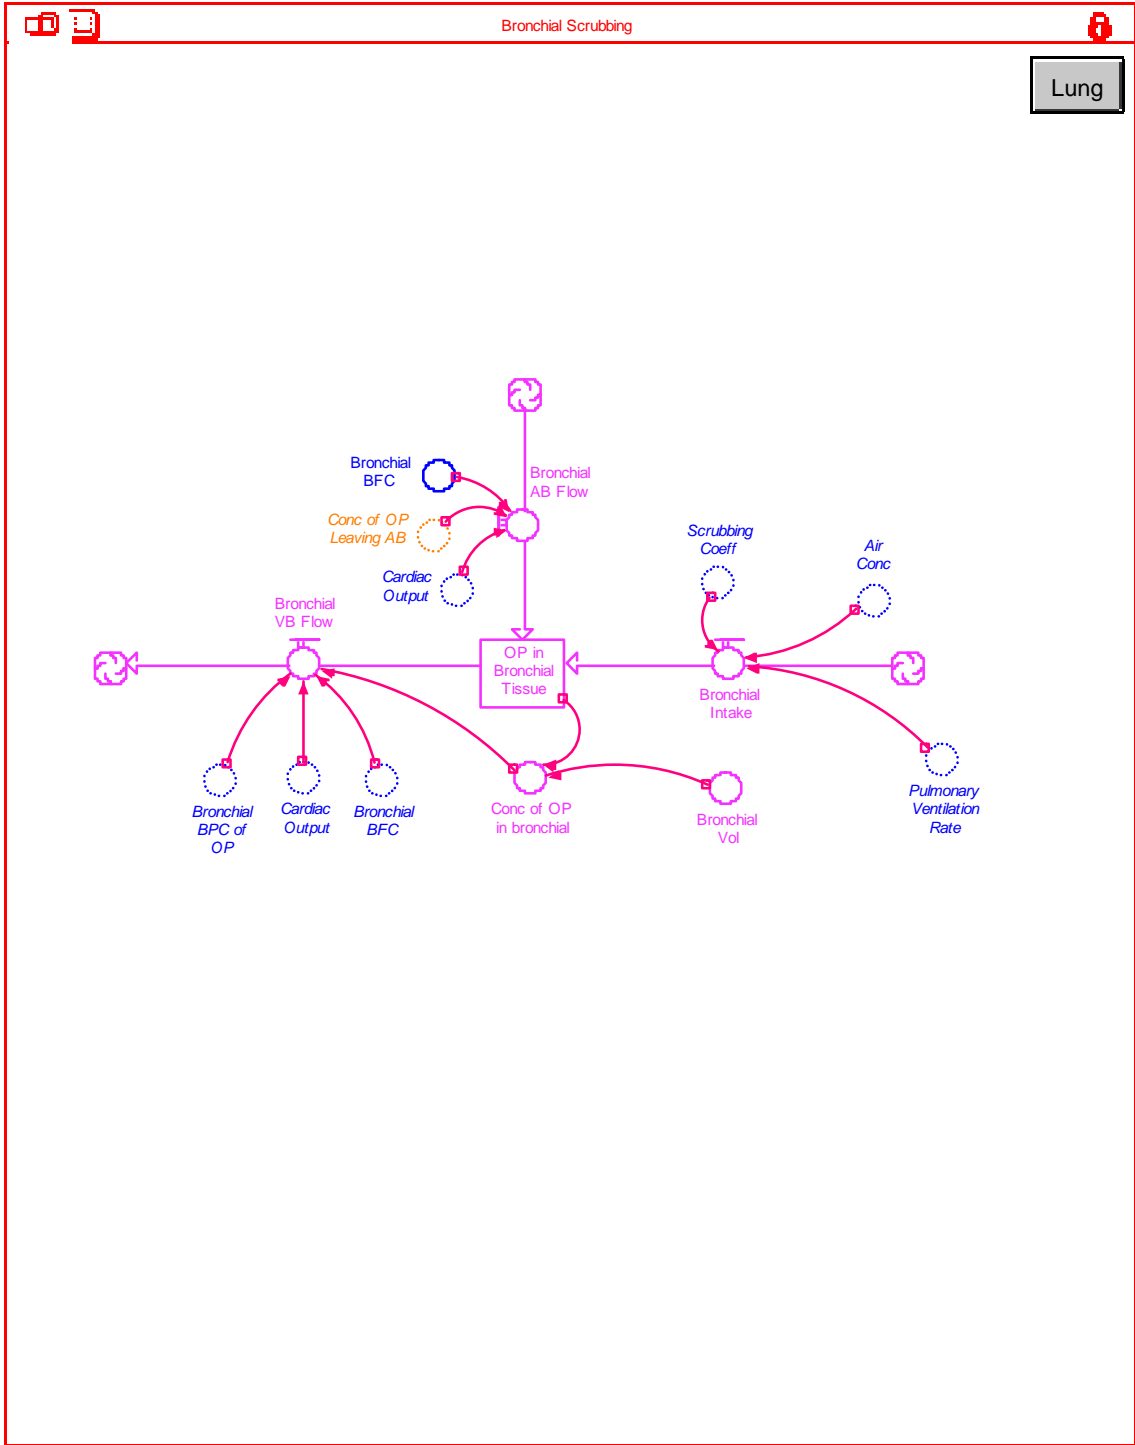 Bronchial Scrubbing
Lung
Bronchial
BFC
Bronchial
AB Flow
Conc of OP
Leaving AB
Cardiac
Output
Scrubbing
Coeff
Air
Conc
Bronchial
VB Flow
OP in
Bronchial
Tissue
Bronchial
Intake
Bronchial
BPC of
OP
Cardiac
Output
Bronchial
BFC
Conc of OP
in bronchial
Bronchial
Vol
Pulmonary
Ventilation
Rate